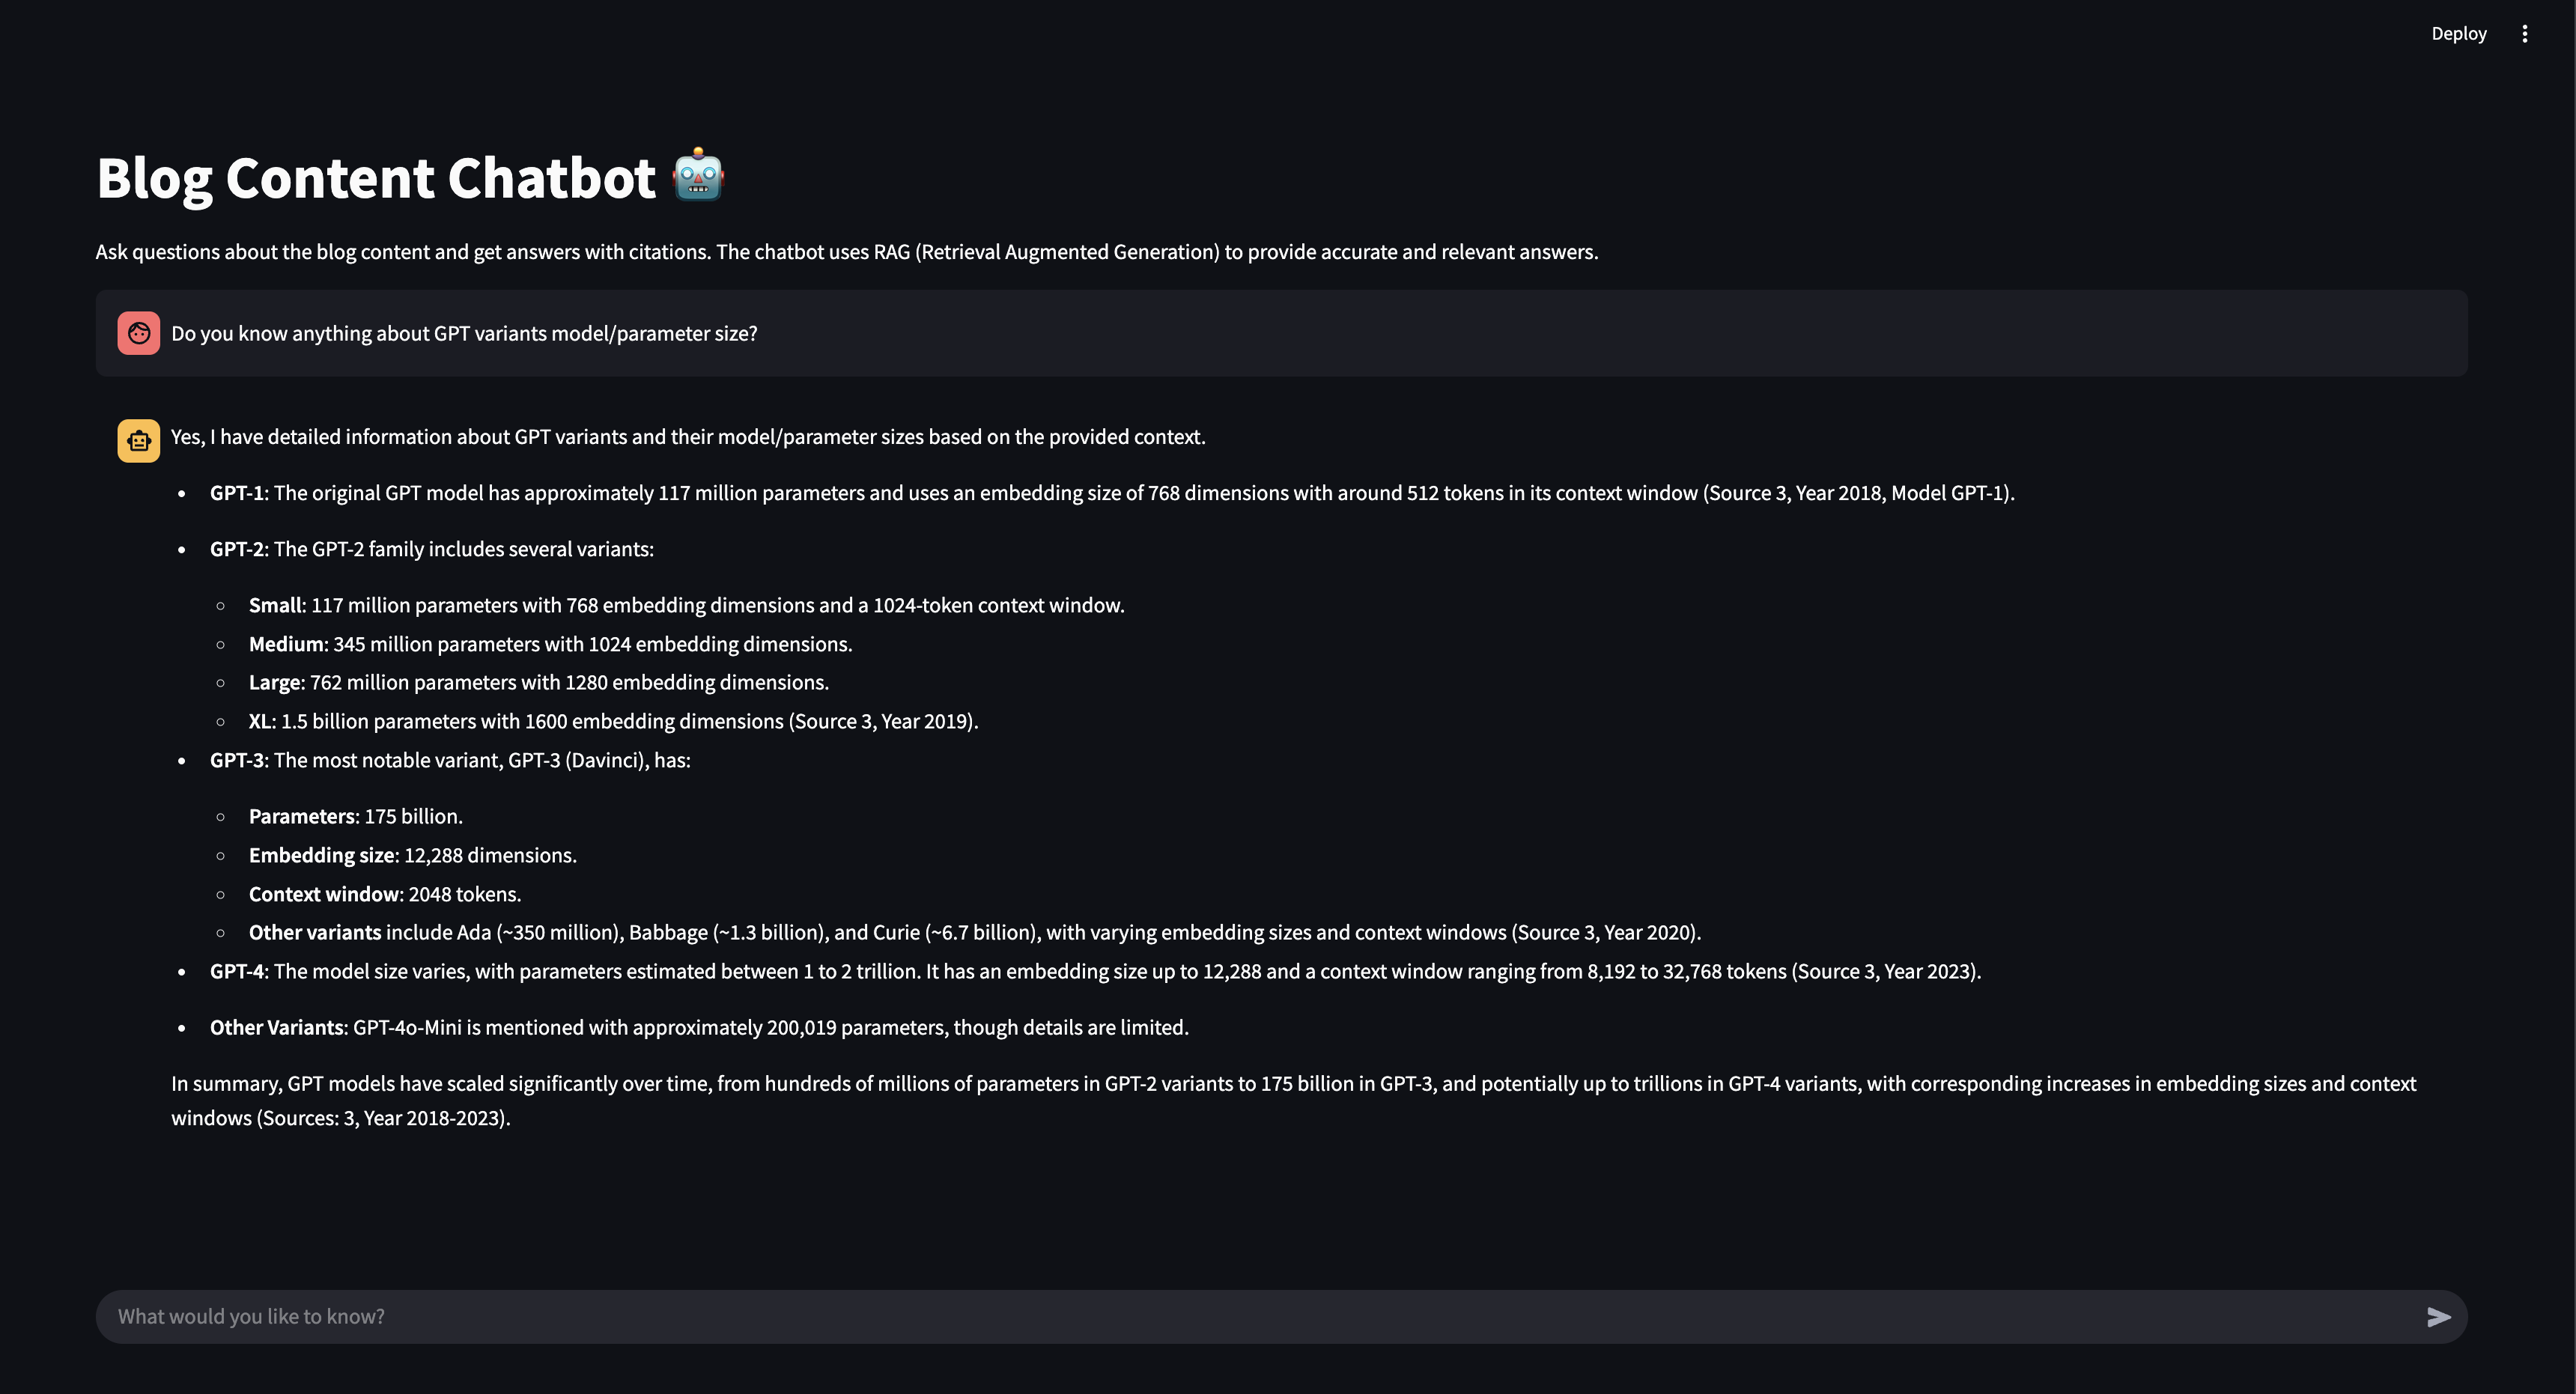 Deploy
Blog Content Chatbot 🤖
Ask questions about the blog content and get answers with citations. The chatbot uses RAG (Retrieval Augmented Generation) to provide accurate and relevant answers.
Do you know anything about GPT variants model/parameter size?
Yes, I have detailed information about GPT variants and their model/parameter sizes based on the provided context.
• GPT-1: The original GPT model has approximately 117 million parameters and uses an embedding size of 768 dimensions with around 512 tokens in its context window (Source 3, Year 2018, Model GPT-1).
• GPT-2: The GPT-2 family includes several variants:
○ Small: 117 million parameters with 768 embedding dimensions and a 1024-token context window.
○ Medium: 345 million parameters with 1024 embedding dimensions.
○ Large: 762 million parameters with 1280 embedding dimensions.
○ XL: 1.5 billion parameters with 1600 embedding dimensions (Source 3, Year 2019).
• GPT-3: The most notable variant, GPT-3 (Davinci), has:
○ Parameters: 175 billion.
○ Embedding size: 12,288 dimensions.
○ Context window: 2048 tokens.
○ Other variants include Ada (~350 million), Babbage (~1.3 billion), and Curie (~6.7 billion), with varying embedding sizes and context windows (Source 3, Year 2020).
• GPT-4: The model size varies, with parameters estimated between 1 to 2 trillion. It has an embedding size up to 12,288 and a context window ranging from 8,192 to 32,768 tokens (Source 3, Year 2023).
• Other Variants: GPT-4o-Mini is mentioned with approximately 200,019 parameters, though details are limited.
In summary, GPT models have scaled significantly over time, from hundreds of millions of parameters in GPT-2 variants to 175 billion in GPT-3, and potentially up to trillions in GPT-4 variants, with corresponding increases in embedding sizes and context
windows (Sources: 3, Year 2018-2023).
What would you like to know?